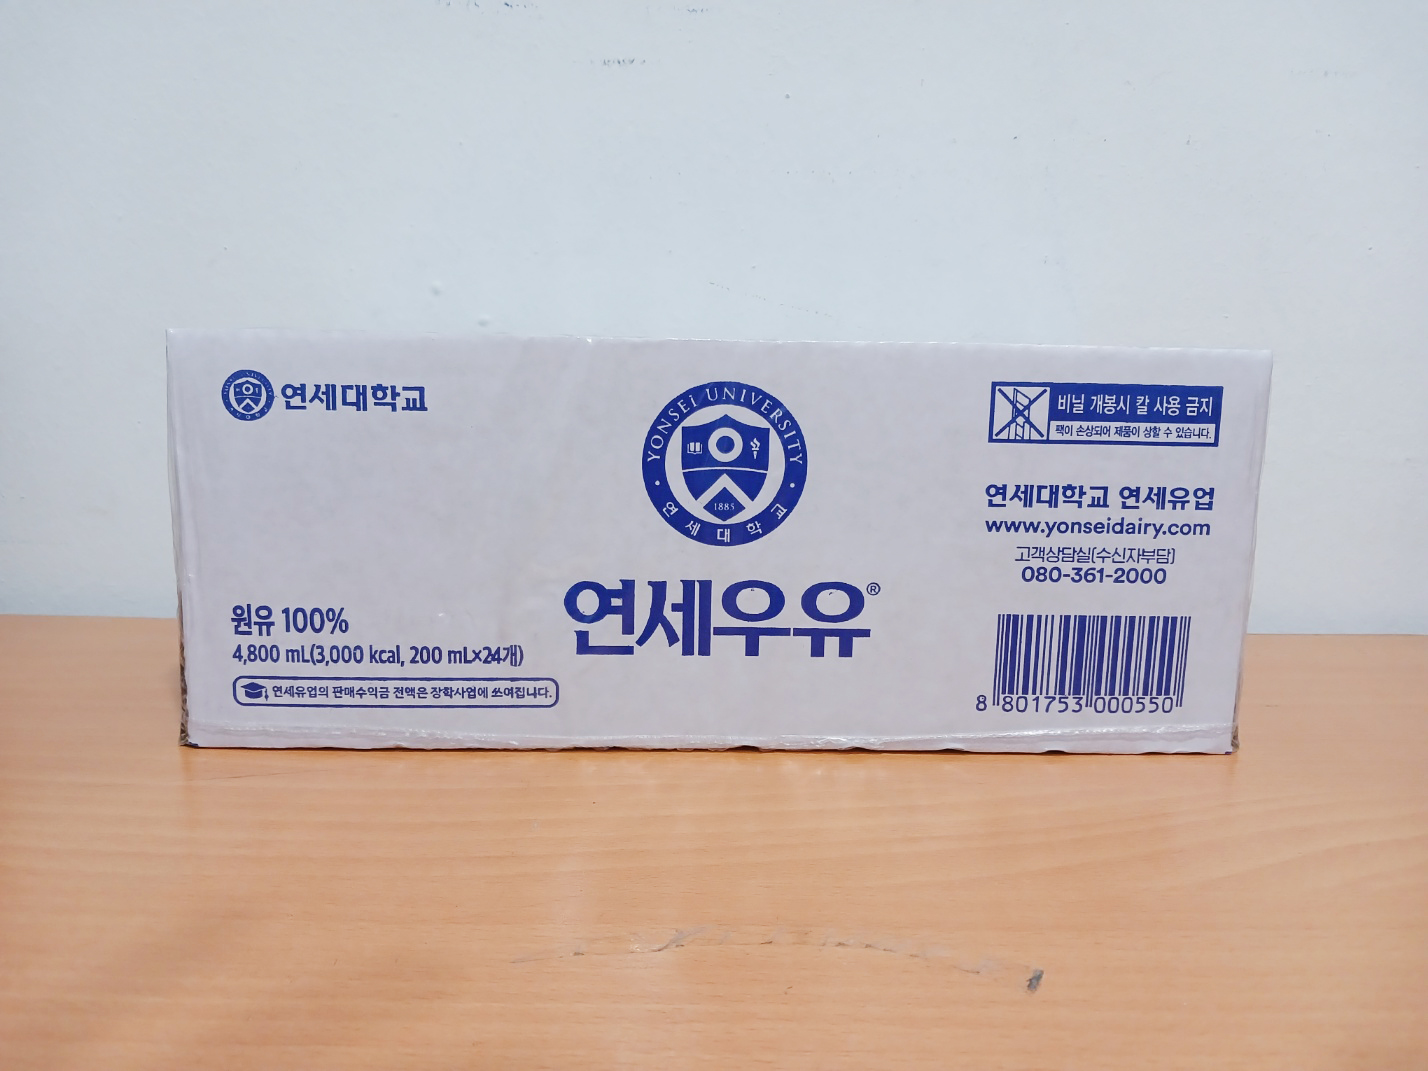 연세대학교
YONSEI UNIVERSITY
1885
연세대학교
연세우유®
원유 100%
4,800 mL(3,000 kcal, 200 mL×24개)
연세유업의 판매수익금 전액은 장학사업에 쓰여집니다.
비닐 개봉시 칼 사용 금지
팩이 손상되어 제품이 상할 수 있습니다.
연세대학교 연세유업
www.yonseidairy.com
고객상담실(수신자부담)
080-361-2000
8 801753 000550